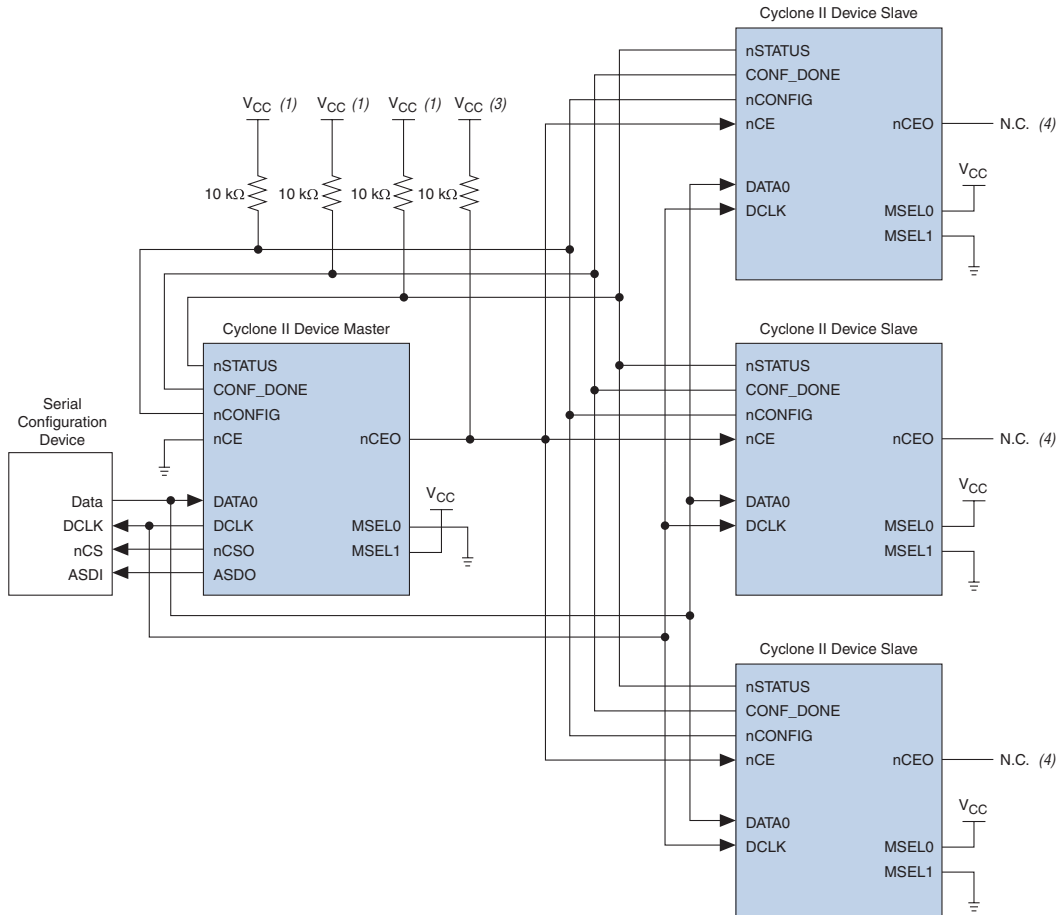 Cyclone II Device Slave
nSTATUS
CONF_DONE
nCONFIG
nCE
nCEO
N.C. (4)
DATA0
DCLK
VCC
MSEL0
MSEL1
VCC (1)
VCC (1)
VCC (1)
VCC (3)
10 kΩ
10 kΩ
10 kΩ
10 kΩ
Cyclone II Device Master
nSTATUS
CONF_DONE
nCONFIG
nCE
nCEO
DATA0
DCLK
nCSO
ASDO
VCC
MSEL0
MSEL1
Serial
Configuration
Device
Data
DCLK
nCS
ASDI
Cyclone II Device Slave
nSTATUS
CONF_DONE
nCONFIG
nCE
nCEO
N.C. (4)
DATA0
DCLK
VCC
MSEL0
MSEL1
Cyclone II Device Slave
nSTATUS
CONF_DONE
nCONFIG
nCE
nCEO
N.C. (4)
DATA0
DCLK
VCC
MSEL0
MSEL1